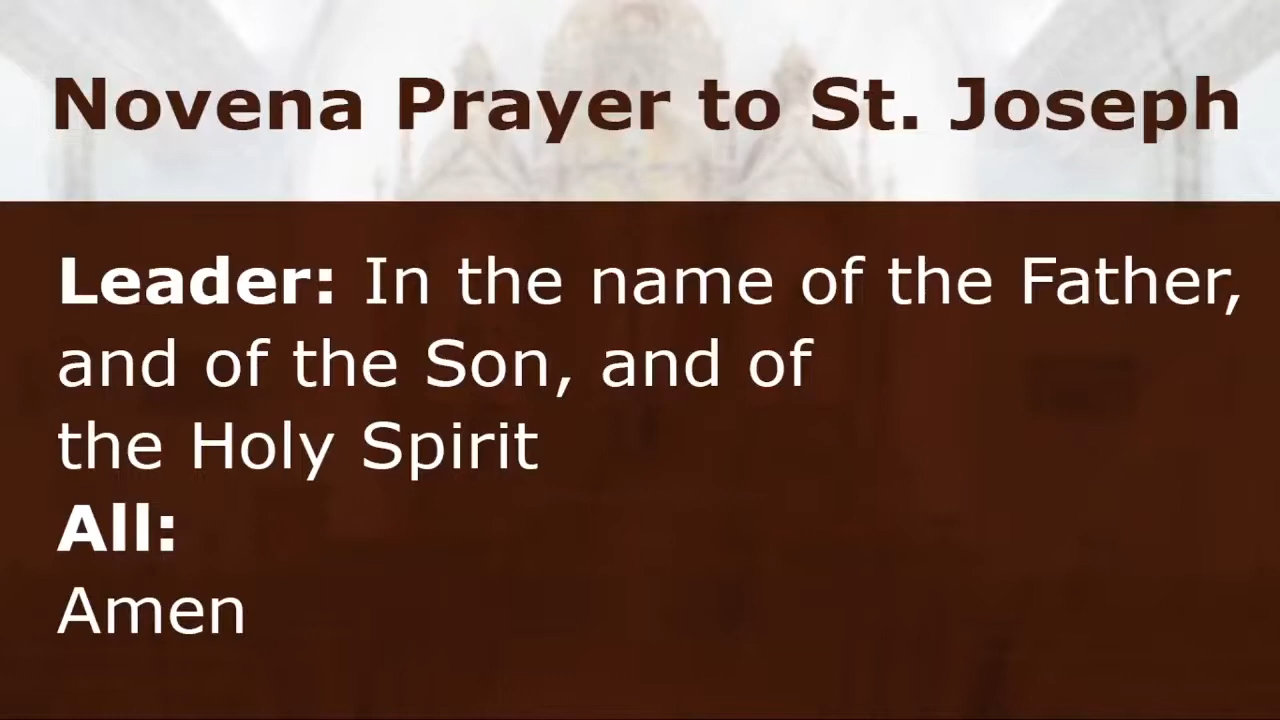 Novena Prayer to St. Joseph
Leader: In the name of the Father,
and of the Son, and of
the Holy Spirit
All:
Amen